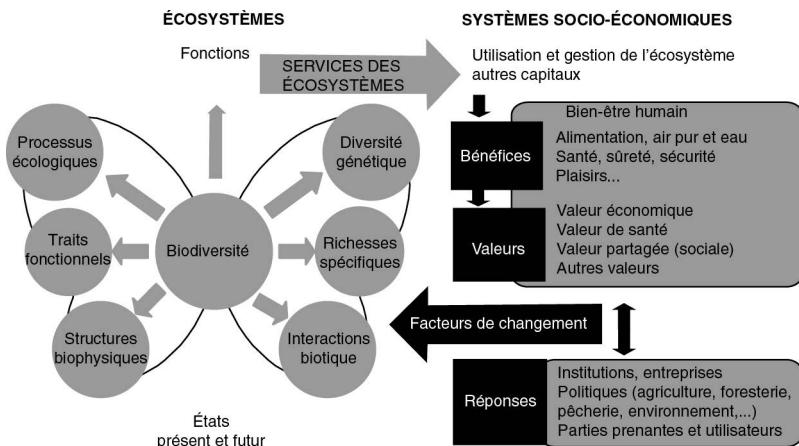 ÉCOSYSTÈMES
Fonctions
SERVICES DES
ÉCOSYSTÈMES
Processus
écologiques
Diversité
génétique
Traits
fonctionnels
Biodiversité
Richesses
spécifiques
Structures
biophysiques
Interactions
biotique
États
présent et futur
SYSTÈMES SOCIO-ÉCONOMIQUES
Utilisation et gestion de l'écosystème
autres capitaux
Bien-être humain
Bénéfices
Alimentation, air pur et eau
Santé, sûreté, sécurité
Plaisirs...
Valeurs
Valeur économique
Valeur de santé
Valeur partagée (sociale)
Autres valeurs
Facteurs de changement
Réponses
Institutions, entreprises
Politiques (agriculture, foresterie,
pêcherie, environnement,...)
Parties prenantes et utilisateurs